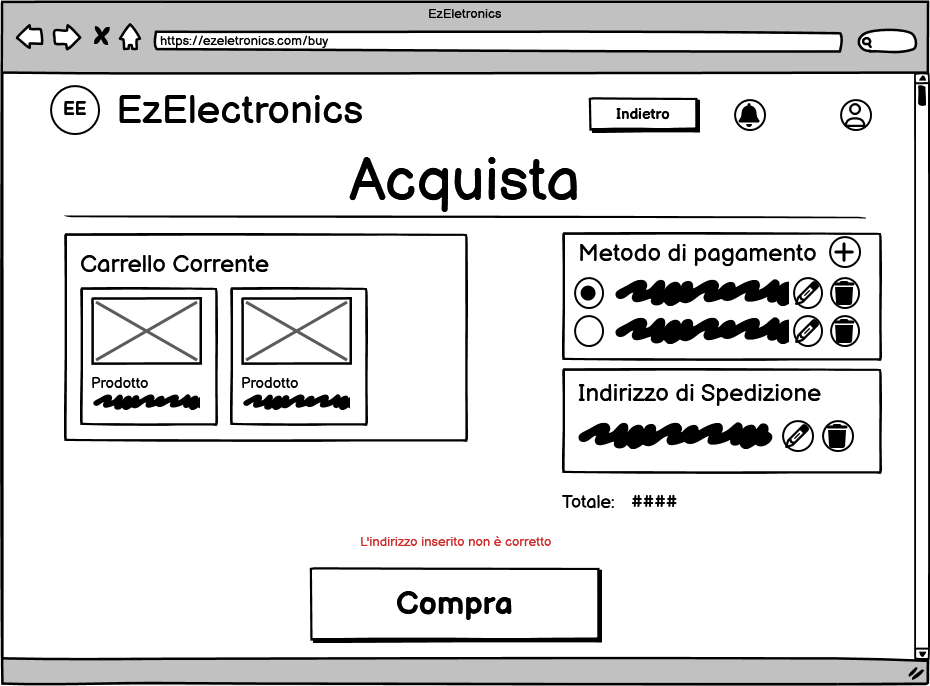 EzEletronics
https://ezeletronics.com/buy
EE
EzElectronics
Indietro
Acquista
Carrello Corrente
Prodotto
Prodotto
Metodo di pagamento
Indirizzo di Spedizione
Totale: ####
L'indirizzo inserito non è corretto
Compra